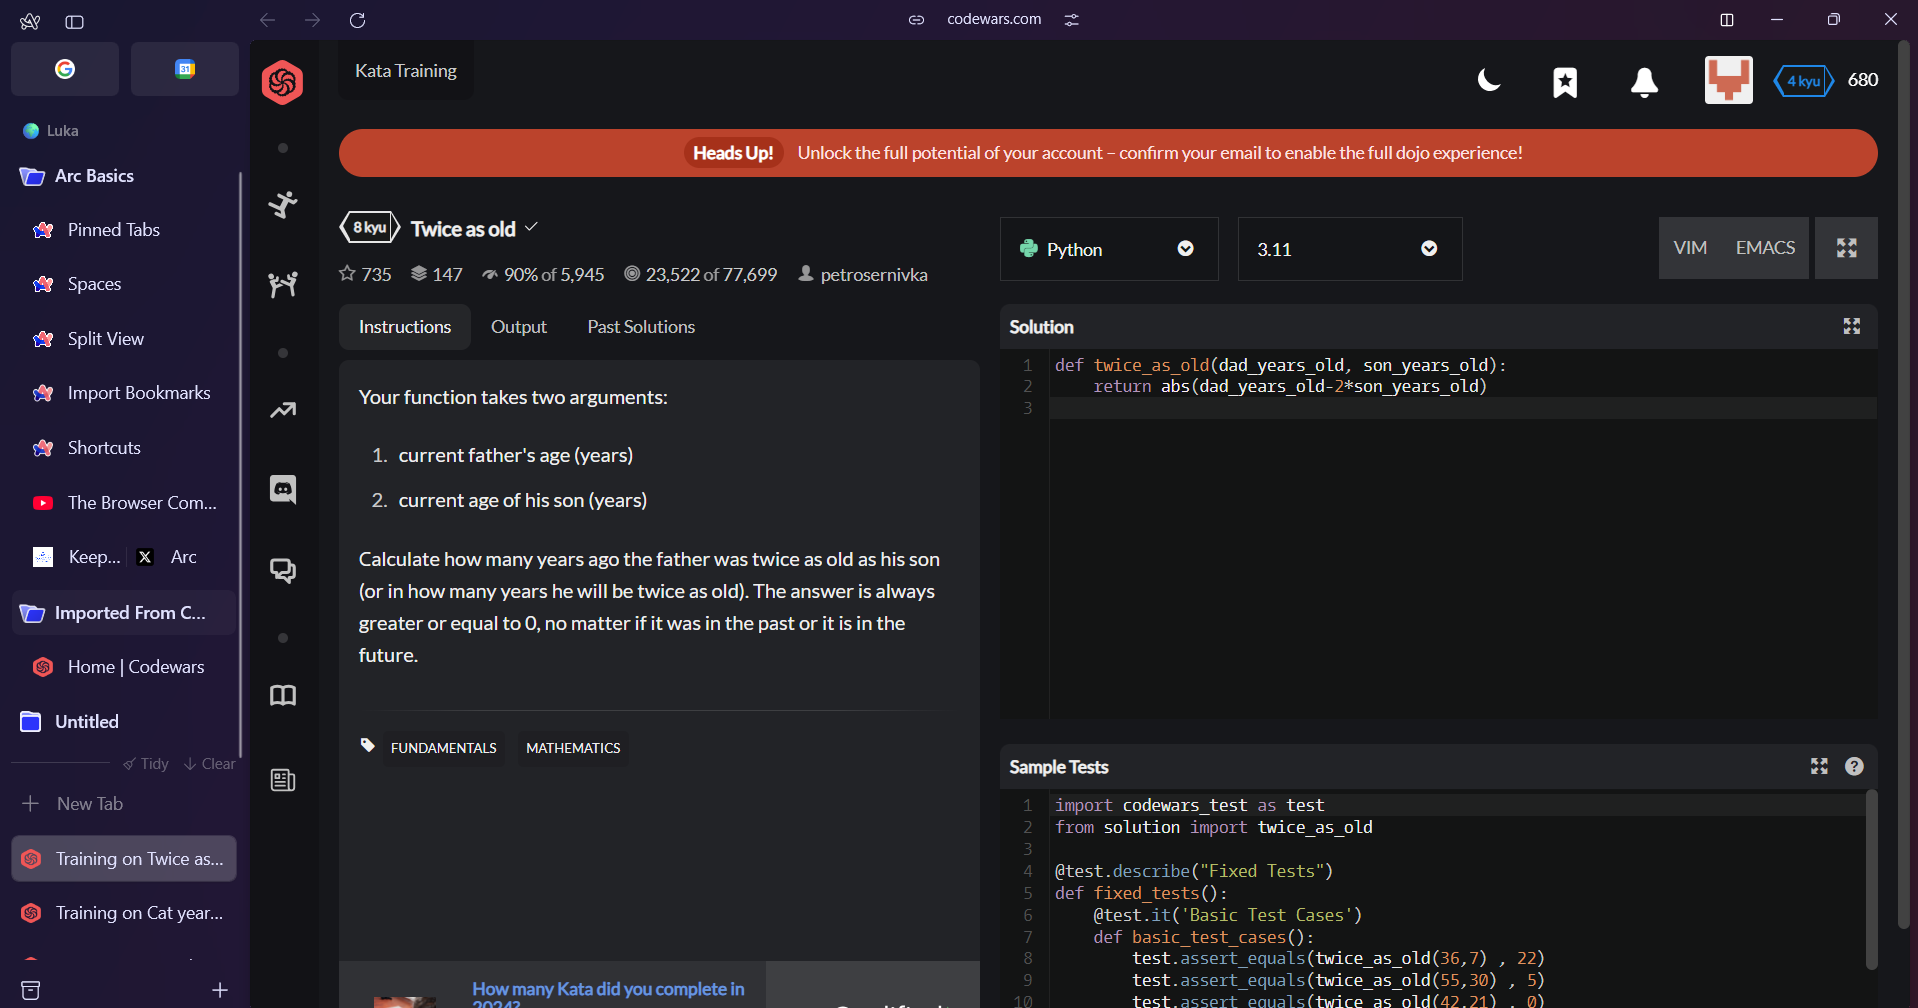 codewars.com
31
Luka
Arc Basics
Pinned Tabs
Spaces
Split View
Import Bookmarks
Shortcuts
The Browser Com...
Keep... X Arc
Imported From C...
Home | Codewars
Untitled
Tidy Clear
New Tab
Training on Twice as...
Training on Cat year...
Kata Training
4 kyu 680
Heads Up! Unlock the full potential of your account – confirm your email to enable the full dojo experience!
8 kyu Twice as old
735 147 90% of 5,945 23,522 of 77,699 petrosernivka
Instructions Output Past Solutions
Your function takes two arguments:
1. current father's age (years)
2. current age of his son (years)
Calculate how many years ago the father was twice as old as his son
(or in how many years he will be twice as old). The answer is always
greater or equal to 0, no matter if it was in the past or it is in the
future.
FUNDAMENTALS MATHEMATICS
How many Kata did you complete in
2024?
Python 3.11 VIM EMACS
Solution
1 def twice_as_old(dad_years_old, son_years_old):
2 return abs(dad_years_old-2*son_years_old)
3
Sample Tests ?
1 import codewars_test as test
2 from solution import twice_as_old
3
4 @test.describe("Fixed Tests")
5 def fixed_tests():
6 @test.it('Basic Test Cases')
7 def basic_test_cases():
8 test.assert_equals(twice_as_old(36,7) , 22)
9 test.assert_equals(twice_as_old(55,30) , 5)
10 test.assert_equals(twice_as_old(42,21) , 0)